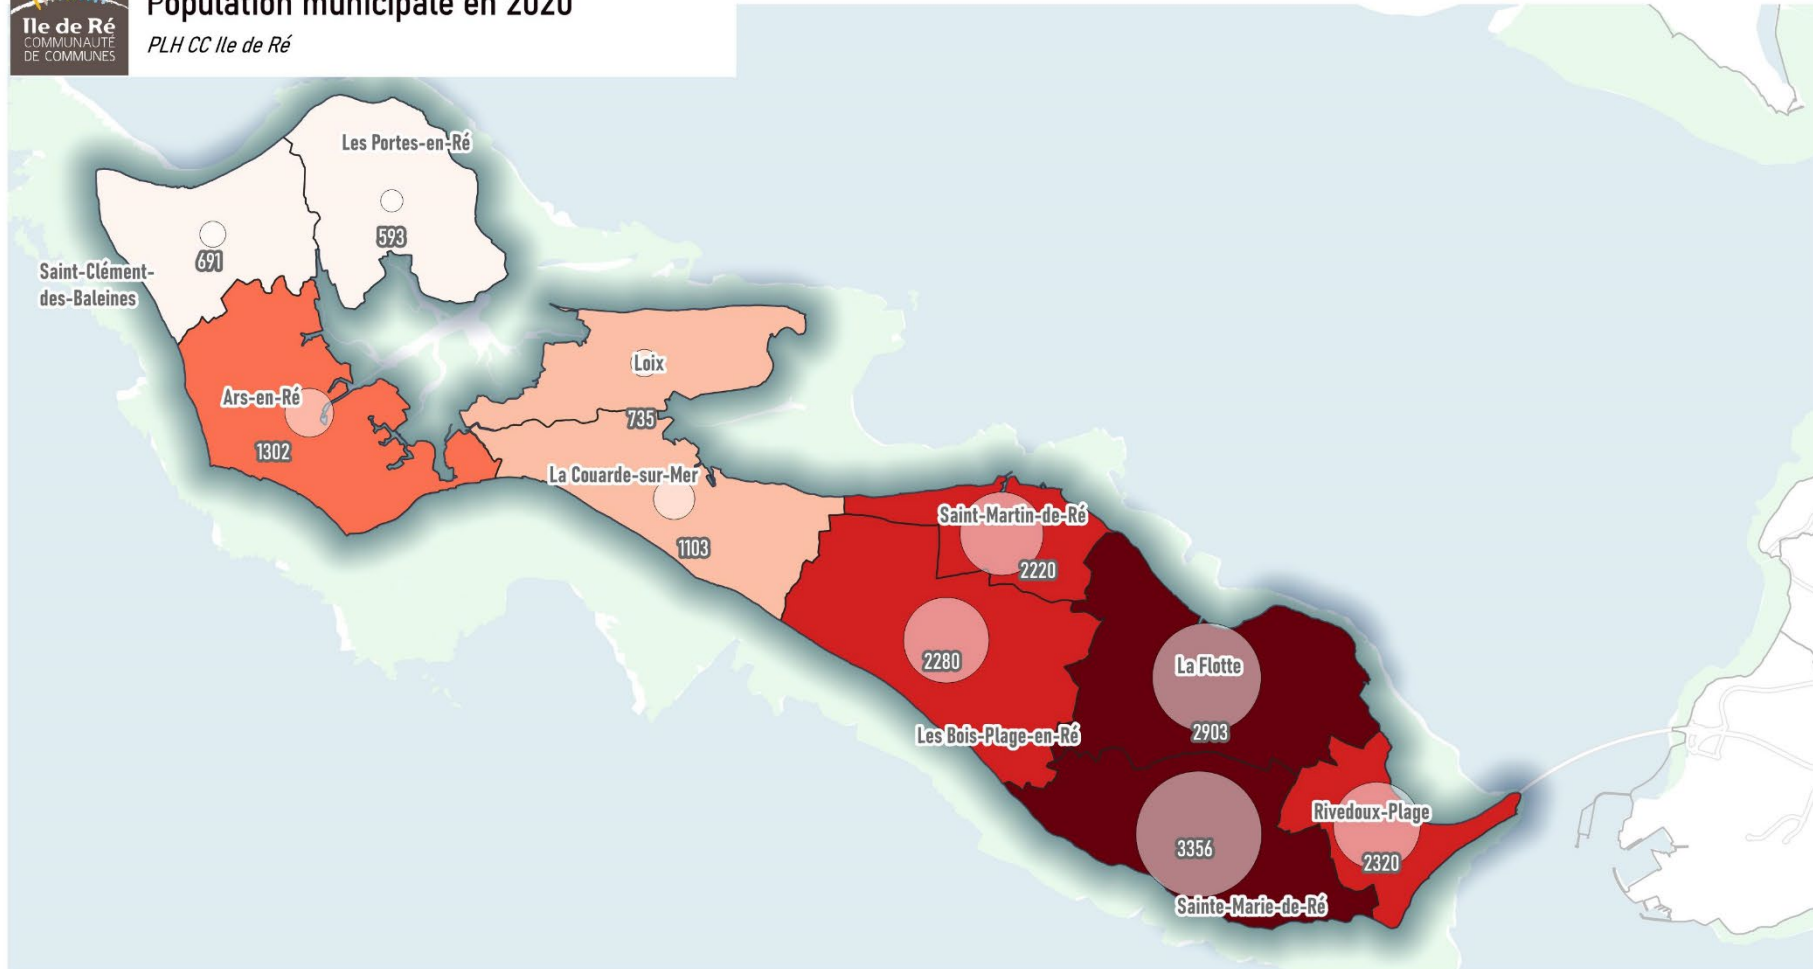 Population municipale en 2020
Ile de Ré
COMMUNAUTÉ
DE COMMUNES
PLH CC Ile de Ré
Les Portes-en-Ré
593
691
Saint-Clément-
des-Baleines
Loix
Ars-en-Ré
735
1302
La Couarde-sur-Mer
1103
Saint-Martin-de-Ré
2220
2280
La Flotte
2903
Les Bois-Plage-en-Ré
Rivedoux-Plage
3356
2320
Sainte-Marie-de-Ré